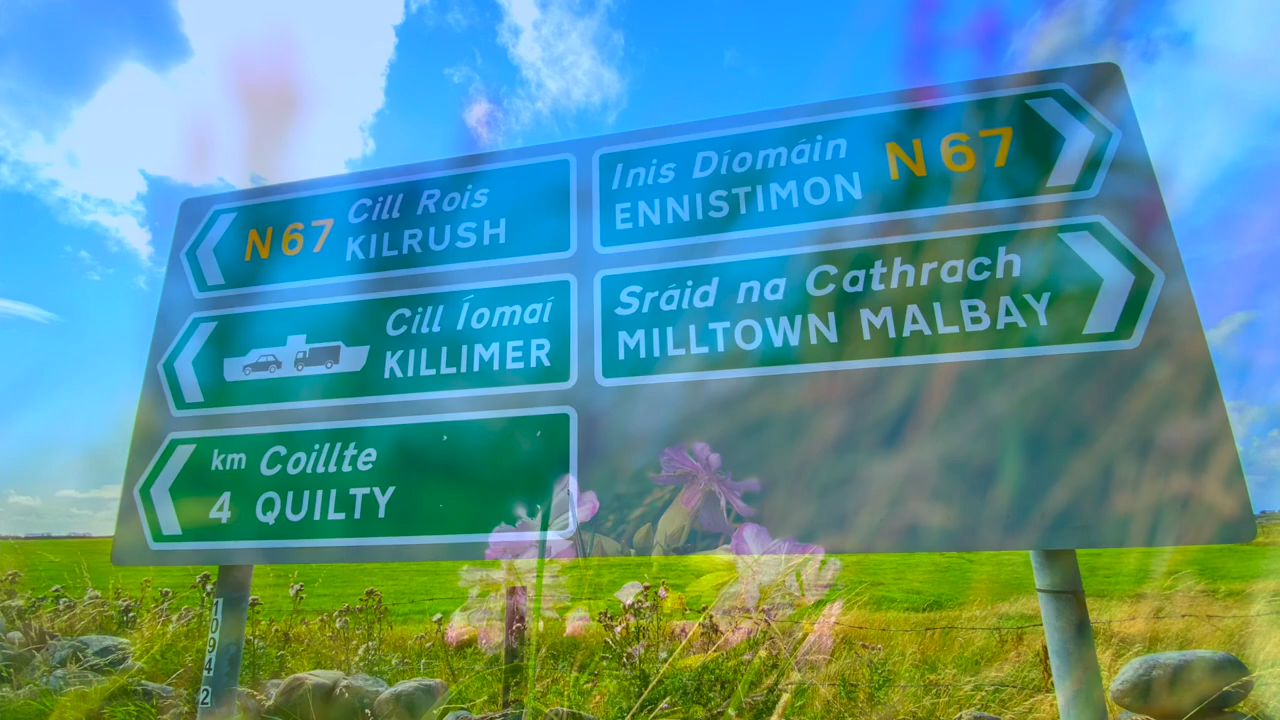 Cill Rois
N67 KILRUSH
Cill Íomaí
KILLIMER
km Coillte
4 QUILTY
Inis Díomáin
ENNISTIMON N67
Sráid na Cathrach
MILLTOWN MALBAY
10942